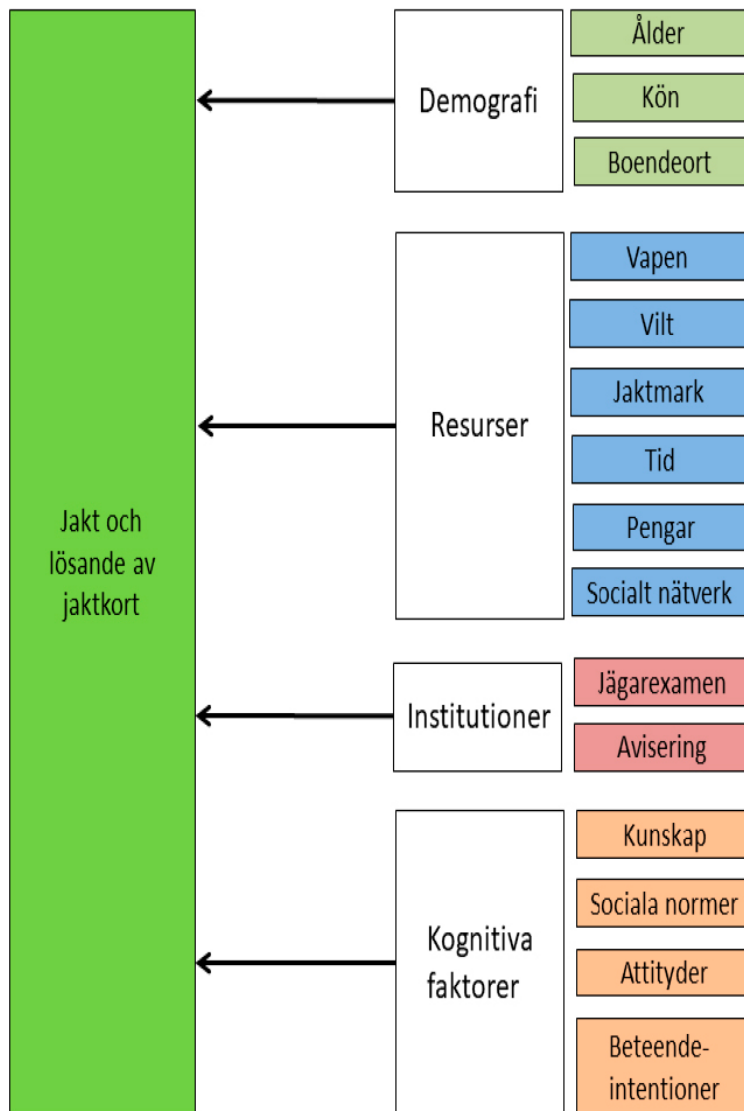 Jakt och
lösande av
jaktkort
Demografi
Ålder
Kön
Boendeort
Resurser
Vapen
Vilt
Jaktmark
Tid
Pengar
Socialt nätverk
Institutioner
Jägarexamen
Avisering
Kognitiva
faktorer
Kunskap
Sociala normer
Attityder
Beteende-
intentioner